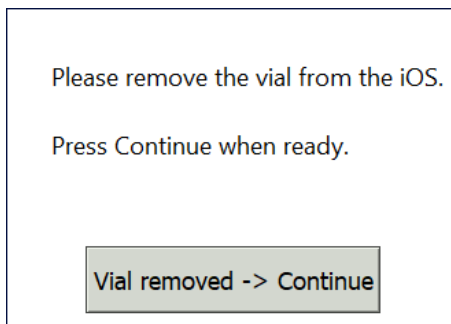 Please remove the vial from the iOS.
Press Continue when ready.
Vial removed -> Continue